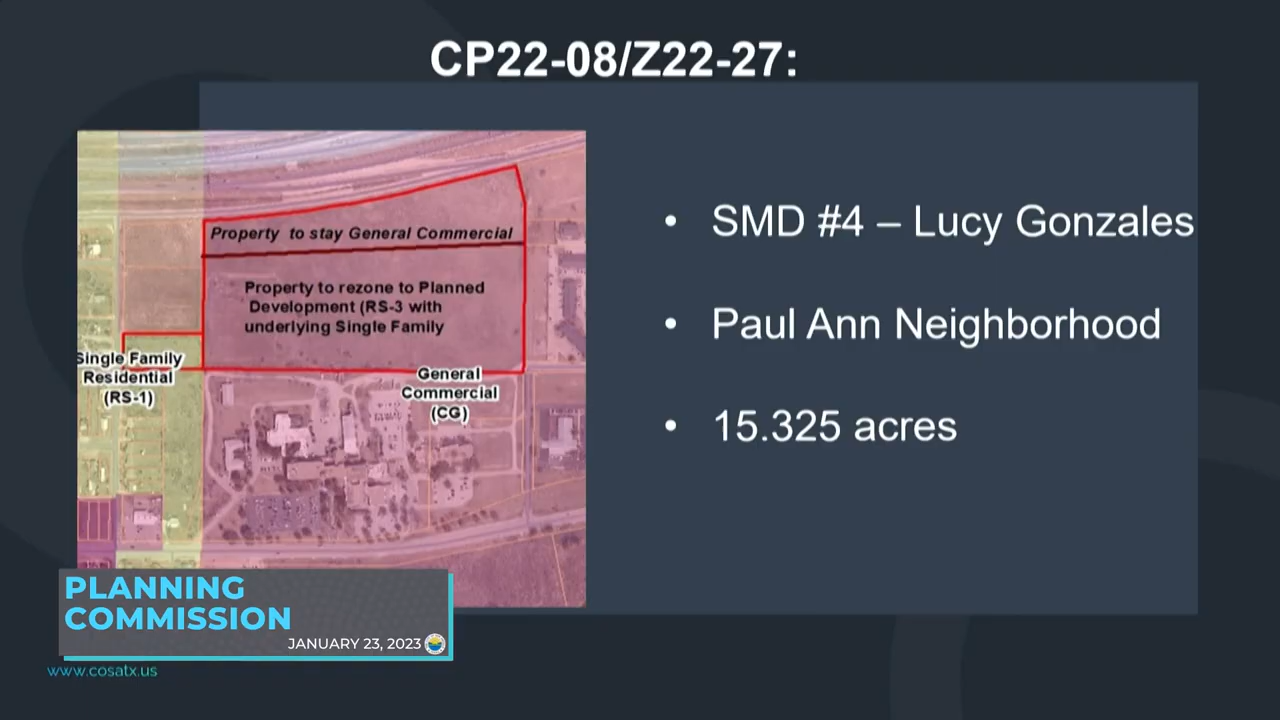 CP22-08/Z22-27:
Property to stay General Commercial
Property to rezone to Planned
Development (RS-3 with
underlying Single Family
Single Family
Residential
(RS-1)
General
Commercial
(CG)
• SMD #4 – Lucy Gonzales
• Paul Ann Neighborhood
• 15.325 acres
PLANNING
COMMISSION
JANUARY 23, 2023
www.cosatx.us